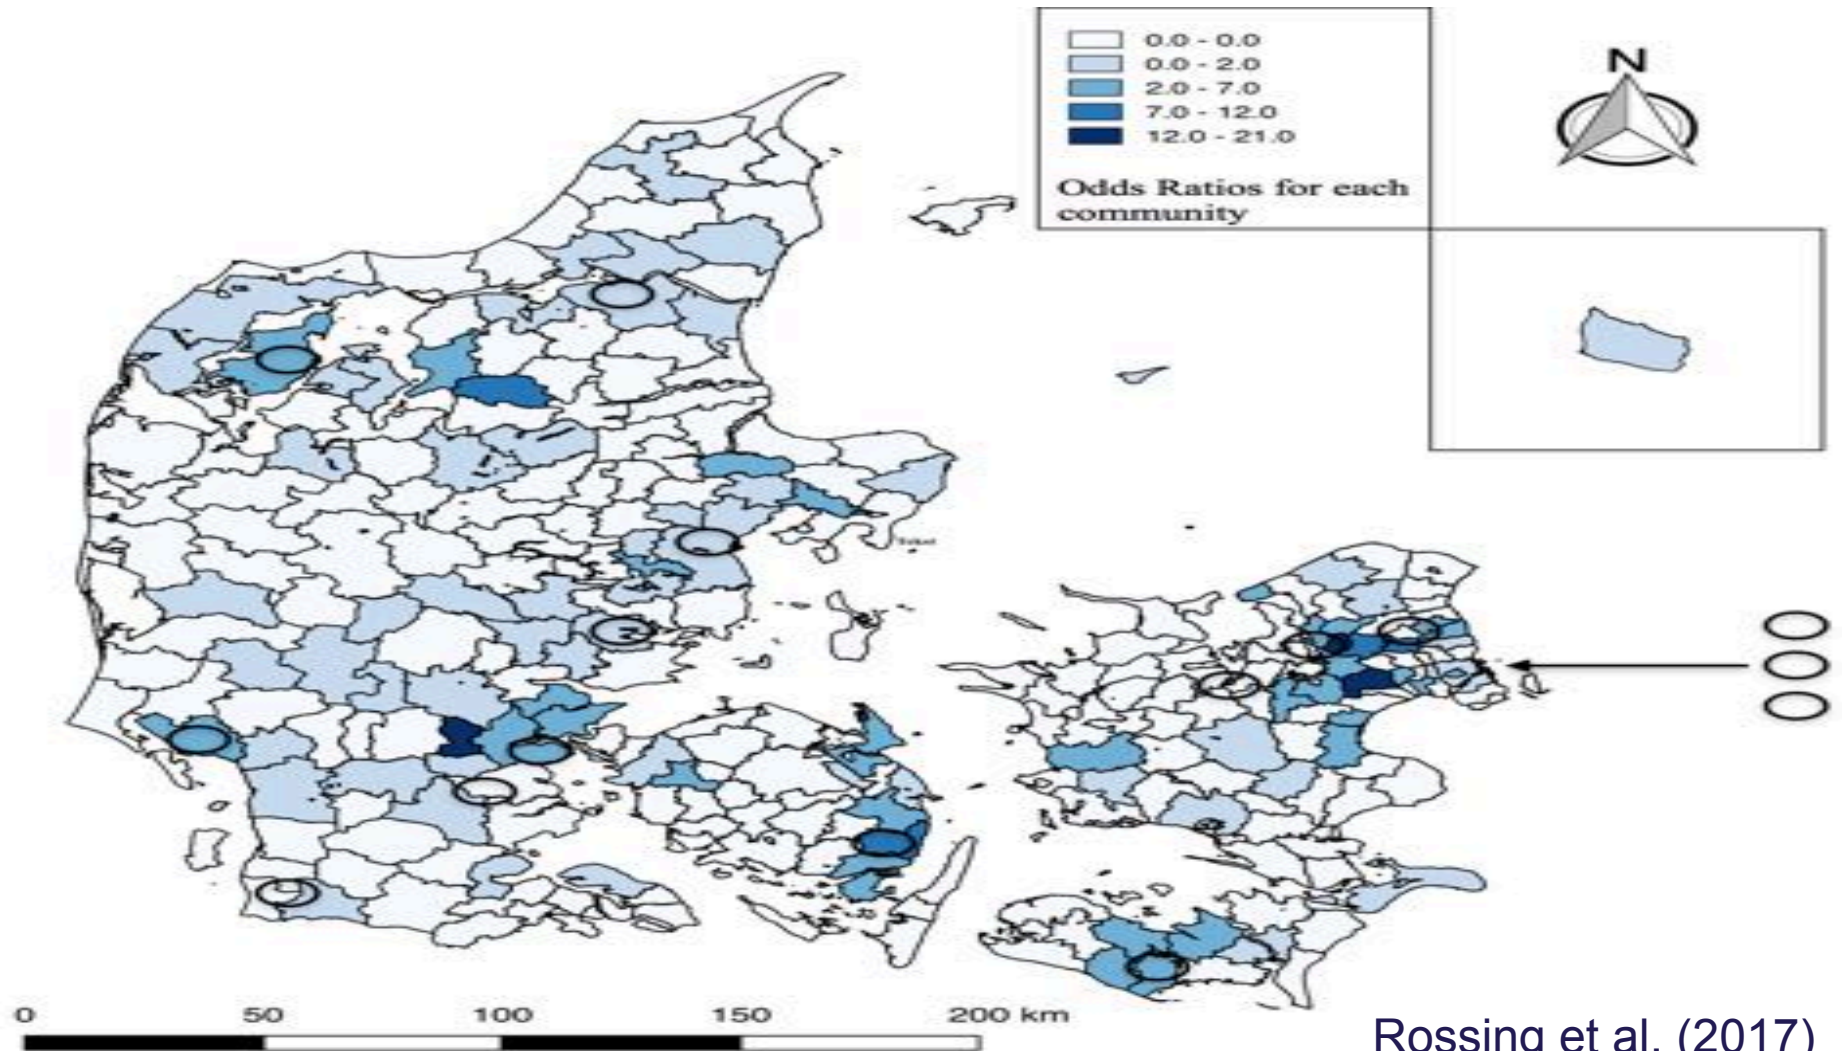 0.0 - 0.0
0.0 - 2.0
2.0 - 7.0
7.0 - 12.0
12.0 - 21.0
Odds Ratios for each
community
N
0 50 100 150 200 km
Rossing et al. (2017)